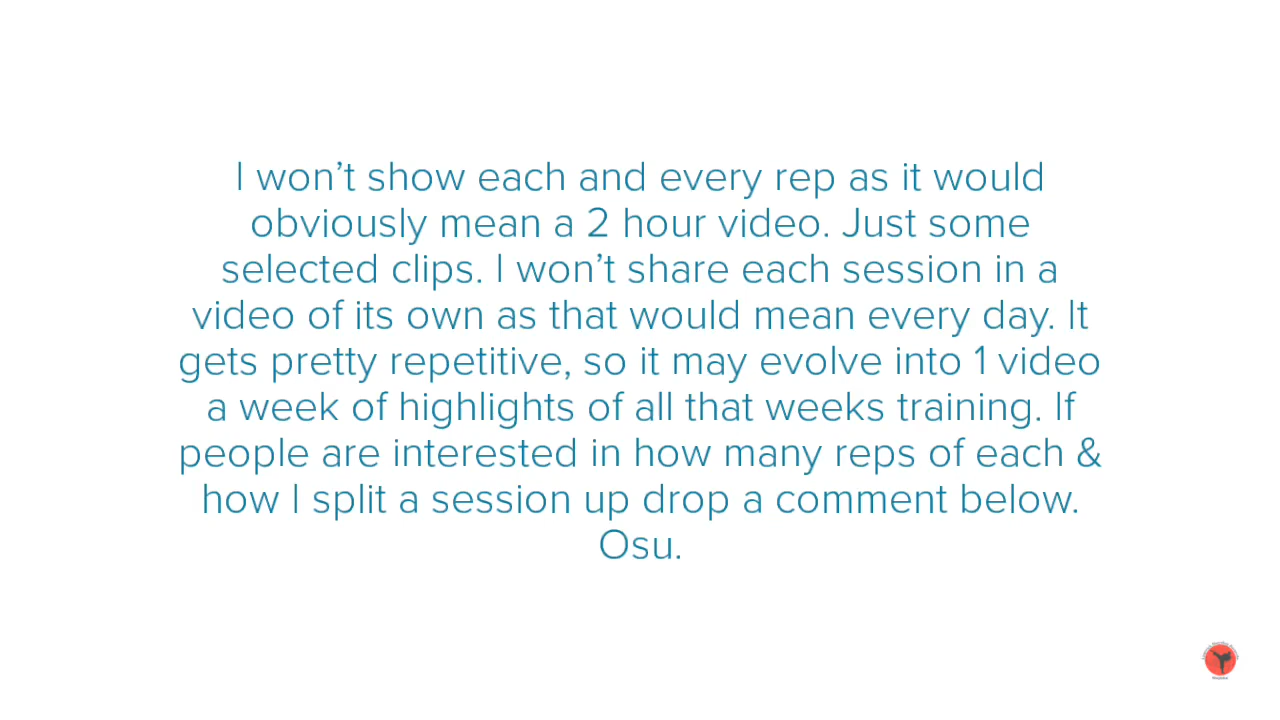 I won’t show each and every rep as it would
obviously mean a 2 hour video. Just some
selected clips. I won’t share each session in a
video of its own as that would mean every day. It
gets pretty repetitive, so it may evolve into 1 video
a week of highlights of all that weeks training. If
people are interested in how many reps of each &
how I split a session up drop a comment below.
Osu.